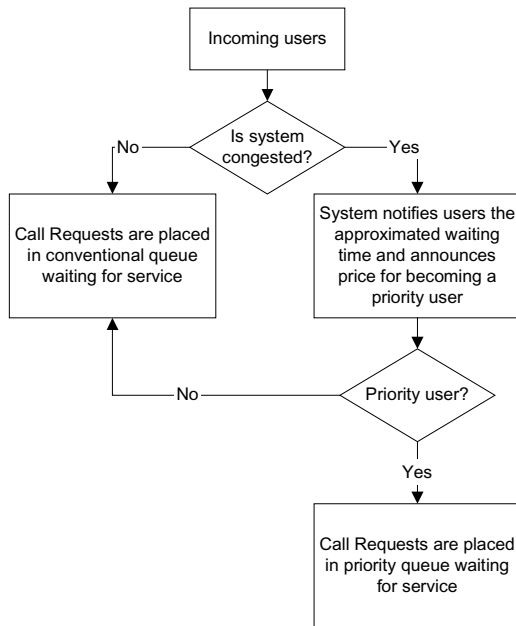 Incoming users
Is system
congested?
No
Yes
Call Requests are placed
in conventional queue
waiting for service
System notifies users the
approximated waiting
time and announces
price for becoming a
priority user
No
Priority user?
Yes
Call Requests are placed
in priority queue waiting
for service